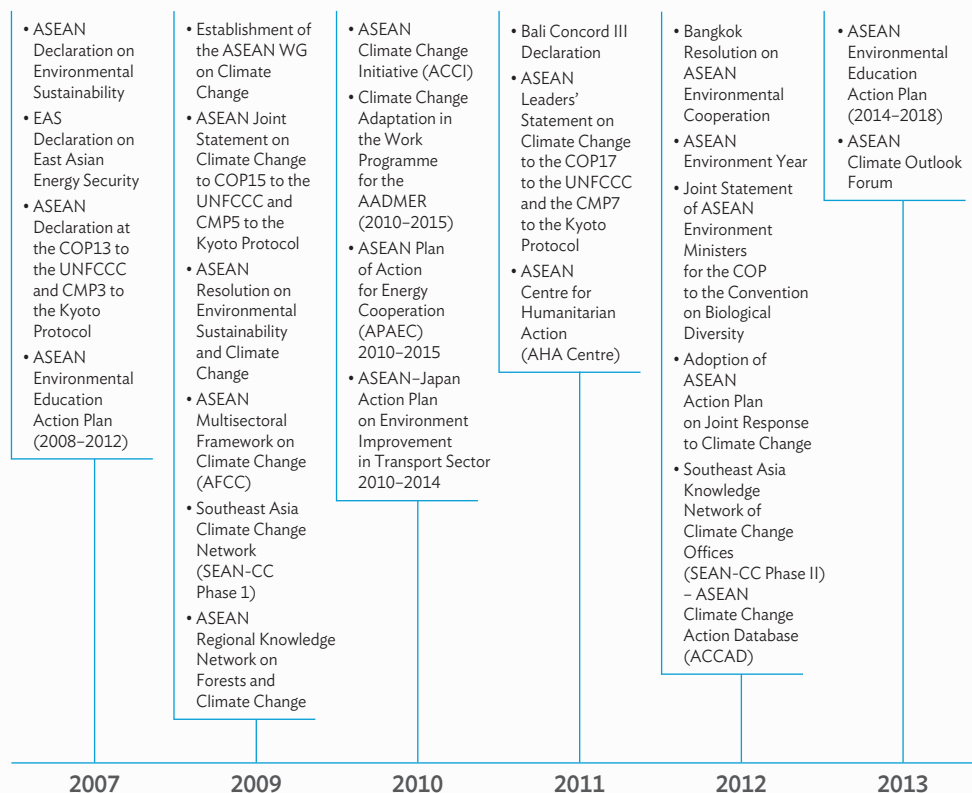 • ASEAN
Declaration on
Environmental
Sustainability
• EAS
Declaration on
East Asian
Energy Security
• ASEAN
Declaration at
the COP13 to
the UNFCCC
and CMP3 to
the Kyoto
Protocol
• ASEAN
Environmental
Education
Action Plan
(2008–2012)
• Establishment of
the ASEAN WG
on Climate
Change
• ASEAN Joint
Statement on
Climate Change
to COP15 to the
UNFCCC and
CMP5 to the
Kyoto Protocol
• ASEAN
Resolution on
Environmental
Sustainability
and Climate
Change
• ASEAN
Multisectoral
Framework on
Climate Change
(AFCC)
• Southeast Asia
Climate Change
Network
(SEAN-CC
Phase 1)
• ASEAN
Regional Knowledge
Network on
Forests and
Climate Change
• ASEAN
Climate Change
Initiative (ACCI)
• Climate Change
Adaptation in
the Work
Programme
for the
AADMER
(2010–2015)
• ASEAN Plan
of Action
for Energy
Cooperation
(APAEC)
2010–2015
• ASEAN–Japan
Action Plan
on Environment
Improvement
in Transport Sector
2010–2014
• Bali Concord III
Declaration
• ASEAN
Leaders’
Statement on
Climate Change
to the COP17
to the UNFCCC
and the CMP7
to the Kyoto
Protocol
• ASEAN
Centre for
Humanitarian
Action
(AHA Centre)
• Bangkok
Resolution on
ASEAN
Environmental
Cooperation
• ASEAN
Environment Year
• Joint Statement
of ASEAN
Environment
Ministers
for the COP
to the Convention
on Biological
Diversity
• Adoption of
ASEAN
Action Plan
on Joint Response
to Climate Change
• Southeast Asia
Knowledge
Network of
Climate Change
Offices
(SEAN-CC Phase II)
– ASEAN
Climate Change
Action Database
(ACCAD)
• ASEAN
Environmental
Education
Action Plan
(2014–2018)
• ASEAN
Climate Outlook
Forum
2007
2009
2010
2011
2012
2013